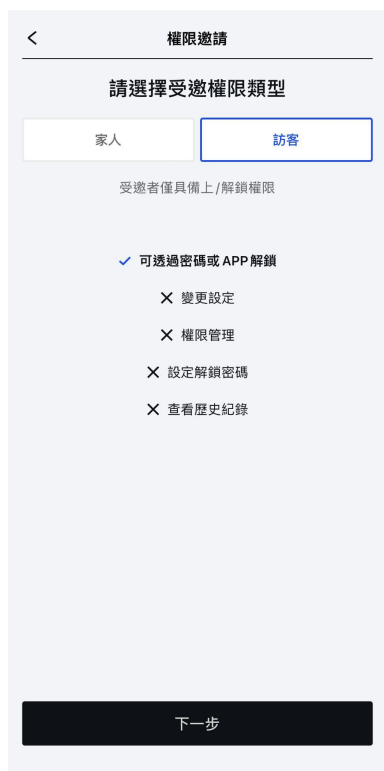 權限邀請
請選擇受邀權限類型
家人
訪客
受邀者僅具備上/解鎖權限
可透過密碼或 APP 解鎖
變更設定
權限管理
設定解鎖密碼
查看歷史紀錄
下一步